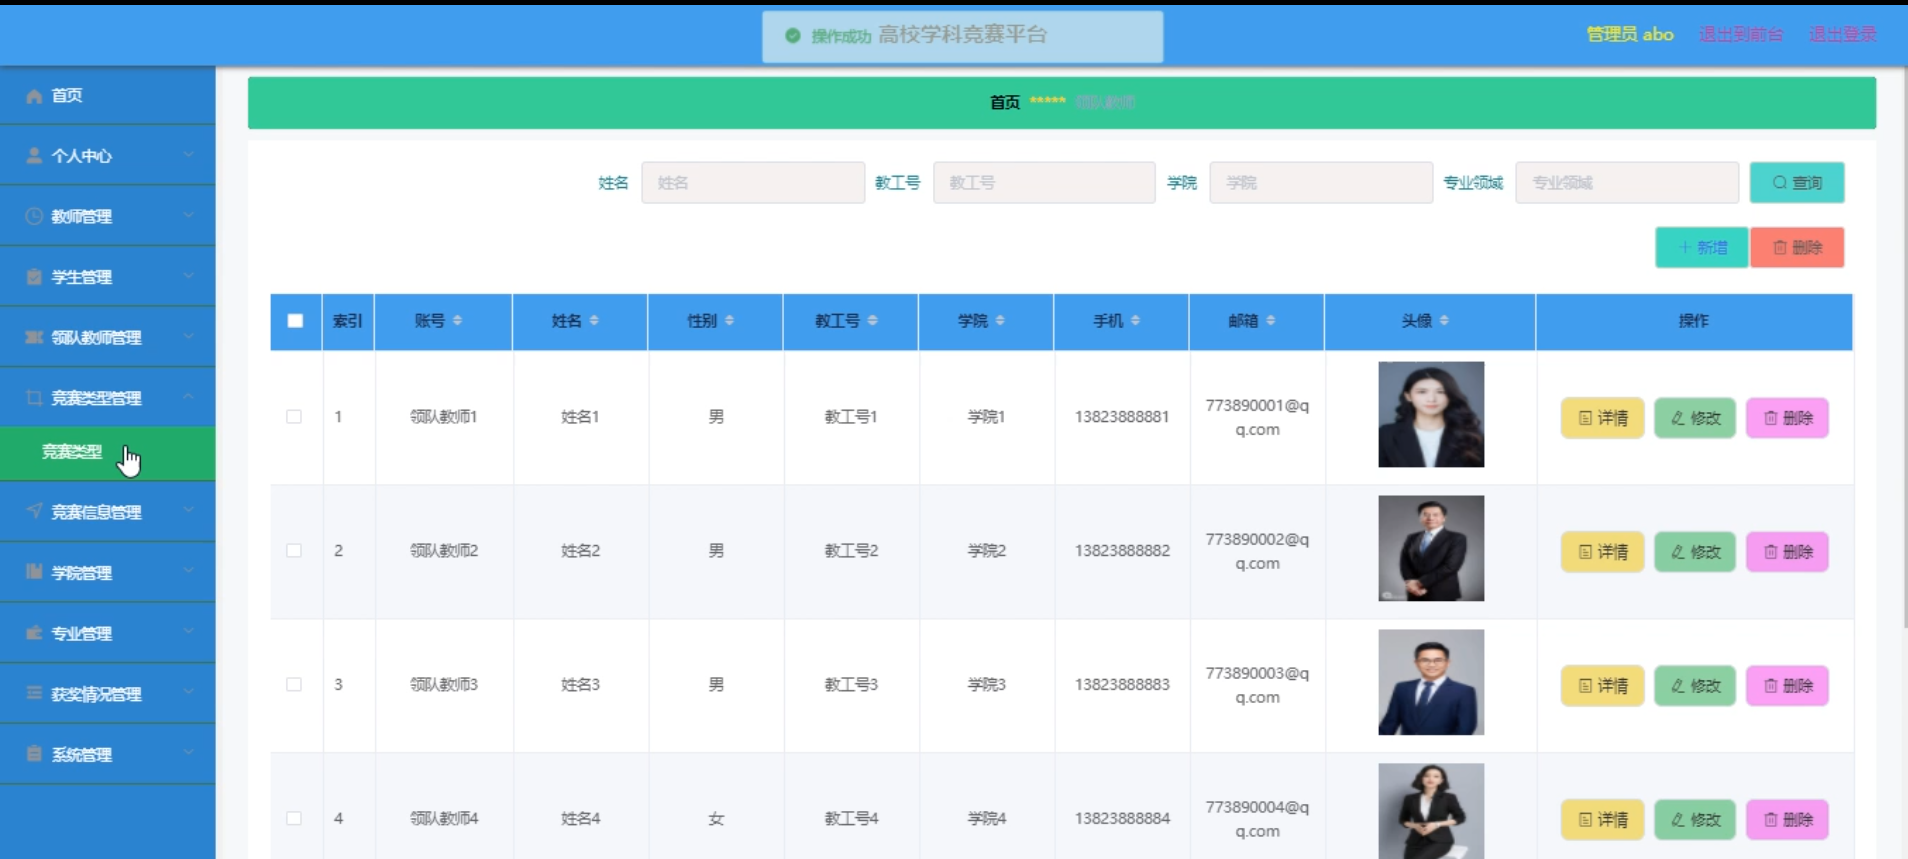 操作成功 高校学科竞赛平台
管理员 abo 退出到前台 退出登录
首页
个人中心
教师管理
学生管理
领队教师管理
竞赛类型管理
竞赛类型
竞赛信息管理
学院管理
专业管理
获奖情况管理
系统管理
首页 ***** 领队教师
姓名 姓名 教工号 教工号 学院 学院 专业领域 专业领域 查询
新增 删除
索引 账号 姓名 性别 教工号 学院 手机 邮箱 头像 操作
1 领队教师1 姓名1 男 教工号1 学院1 13823888881 773890001@q
q.com
详情 修改 删除
2 领队教师2 姓名2 男 教工号2 学院2 13823888882 773890002@q
q.com
详情 修改 删除
3 领队教师3 姓名3 男 教工号3 学院3 13823888883 773890003@q
q.com
详情 修改 删除
4 领队教师4 姓名4 女 教工号4 学院4 13823888884 773890004@q
q.com
详情 修改 删除